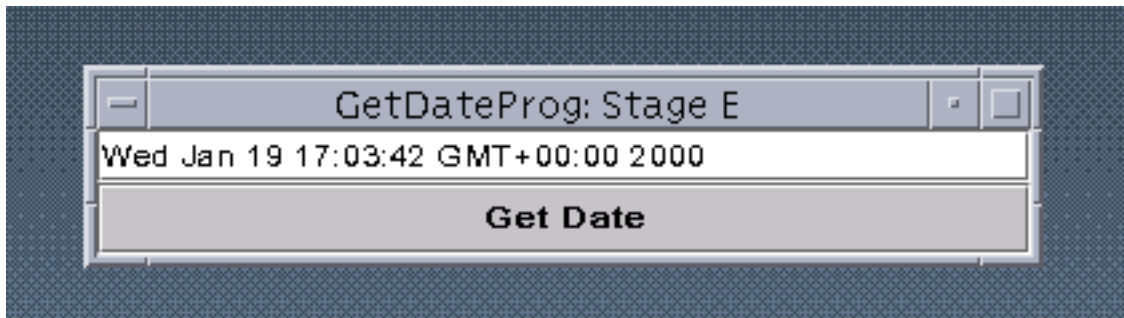 GetDateProg: Stage E
Wed Jan 19 17:03:42 GMT+00:00 2000
Get Date